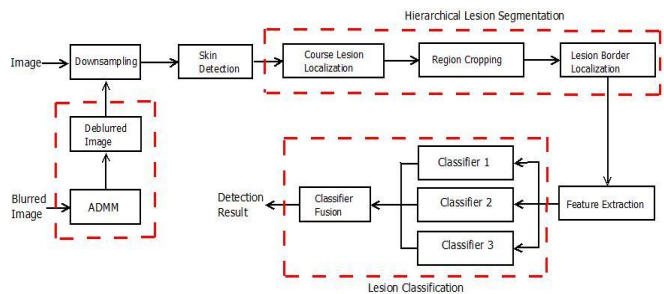 Hierarchical Lesion Segmentation
Image
Downsampling
Skin
Detection
Course Lesion
Localization
Region Cropping
Lesion Border
Localization
Deblurred
Image
Blurred
Image
ADMM
Detection
Result
Classifier
Fusion
Classifier 1
Classifier 2
Classifier 3
Feature Extraction
Lesion Classification